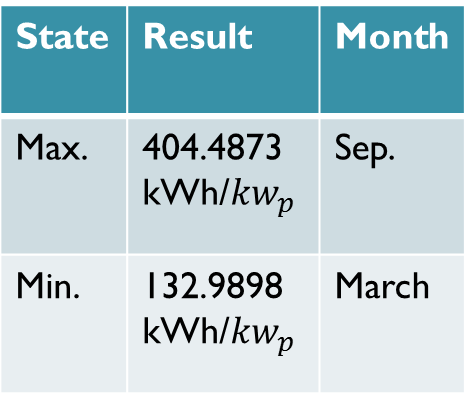 State Result Month
Max. 404.4873 Sep.
kWh/kw_p
Min. 132.9898 March
kWh/kw_p